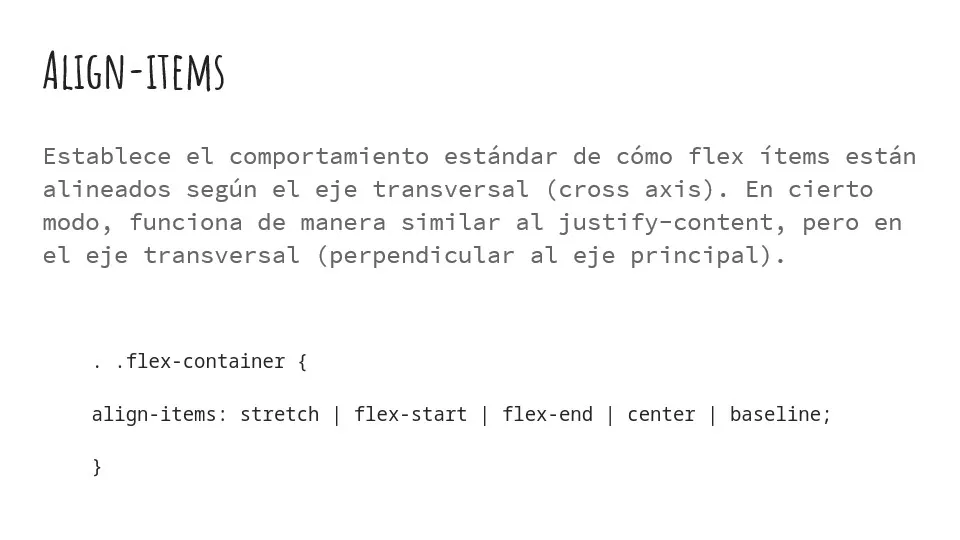 Align-items
Establece el comportamiento estándar de cómo flex ítems están
alineados según el eje transversal (cross axis). En cierto
modo, funciona de manera similar al justify-content, pero en
el eje transversal (perpendicular al eje principal).
. .flex-container {
align-items: stretch | flex-start | flex-end | center | baseline;
}